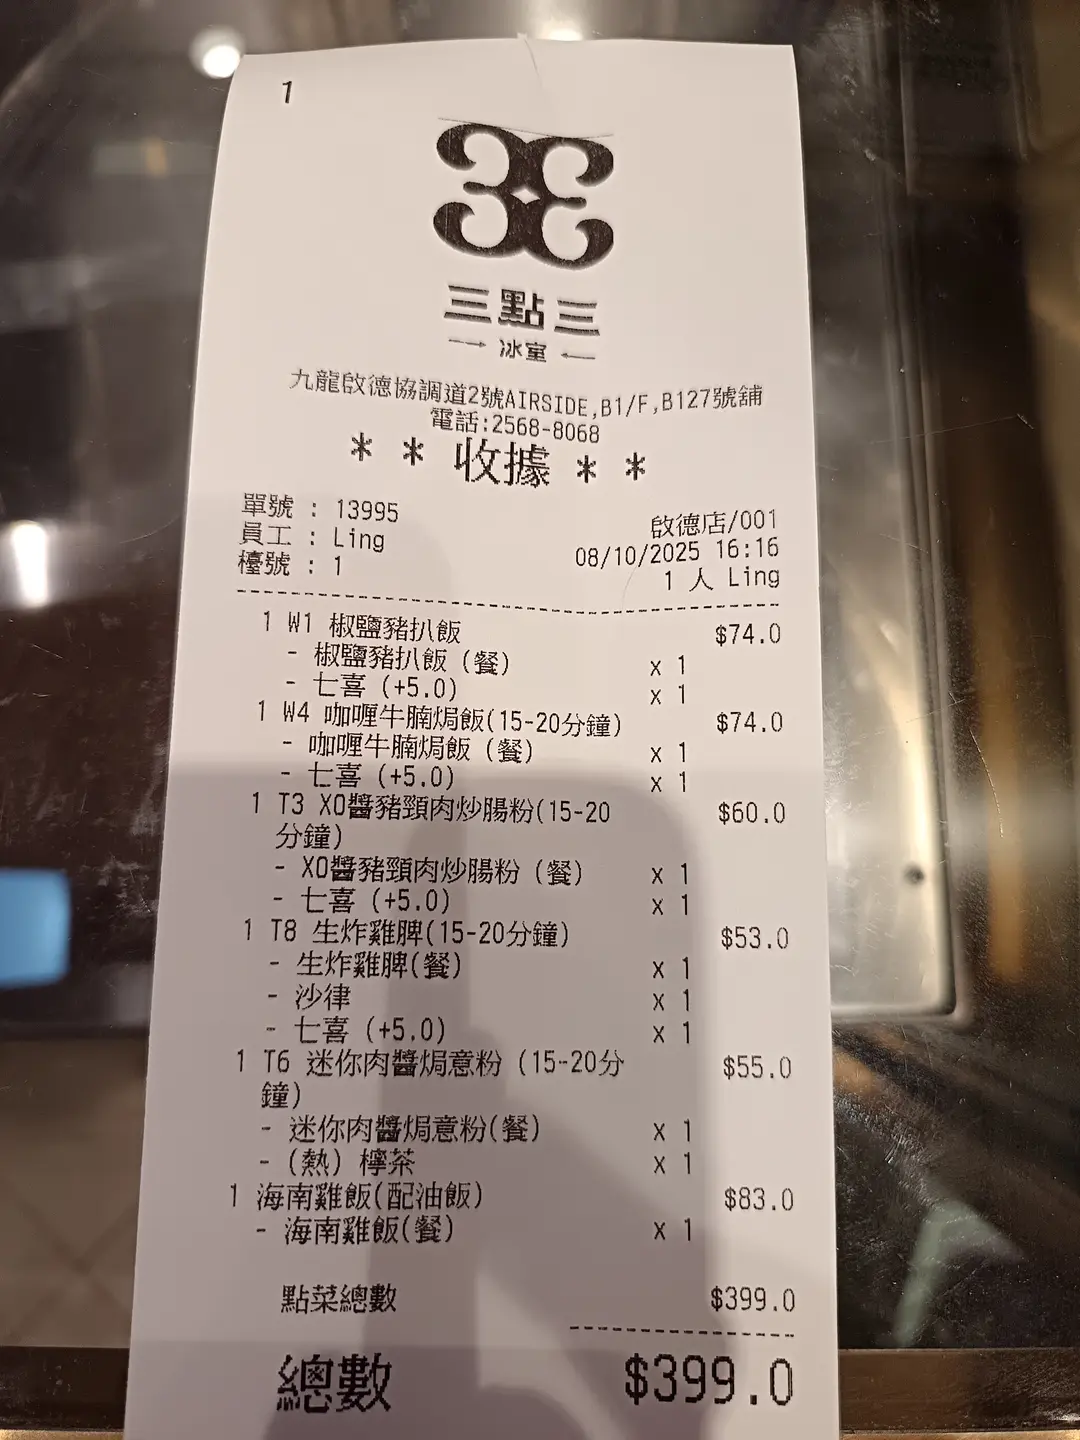 1
三點三
冰室
九龍啟德協調道2號AIRSIDE,B1/F,B127號舖
電話:2568-8068
* * 收據 * *
單號 : 13995
啟德店/001
員工 : Ling
08/10/2025 16:16
檯號 : 1
1 人 Ling
1 W1 椒鹽豬扒飯 $74.0
- 椒鹽豬扒飯 (餐) x 1
- 七喜 (+5.0) x 1
1 W4 咖喱牛腩焗飯(15-20分鐘) $74.0
- 咖喱牛腩焗飯 (餐) x 1
- 七喜 (+5.0) x 1
1 T3 XO醬豬頸肉炒腸粉(15-20 $60.0
分鐘)
- XO醬豬頸肉炒腸粉 (餐) x 1
- 七喜 (+5.0) x 1
1 T8 生炸雞脾(15-20分鐘) $53.0
- 生炸雞脾(餐) x 1
- 沙律 x 1
- 七喜 (+5.0) x 1
1 T6 迷你肉醬焗意粉 (15-20分 $55.0
鐘)
- 迷你肉醬焗意粉(餐) x 1
- (熱) 檸茶 x 1
1 海南雞飯(配油飯) $83.0
- 海南雞飯(餐) x 1
點菜總數 $399.0
總數 $399.0